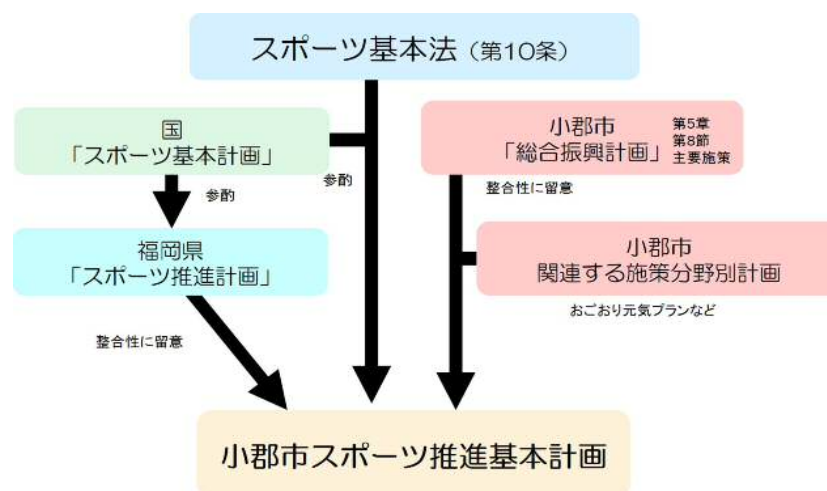 スポーツ基本法（第10条）
国
「スポーツ基本計画」
参酌
参酌
福岡県
「スポーツ推進計画」
整合性に留意
小郡市
「総合振興計画」
第5章
第8節
主要施策
整合性に留意
小郡市
関連する施策分野別計画
おごおり元気プランなど
小郡市スポーツ推進基本計画